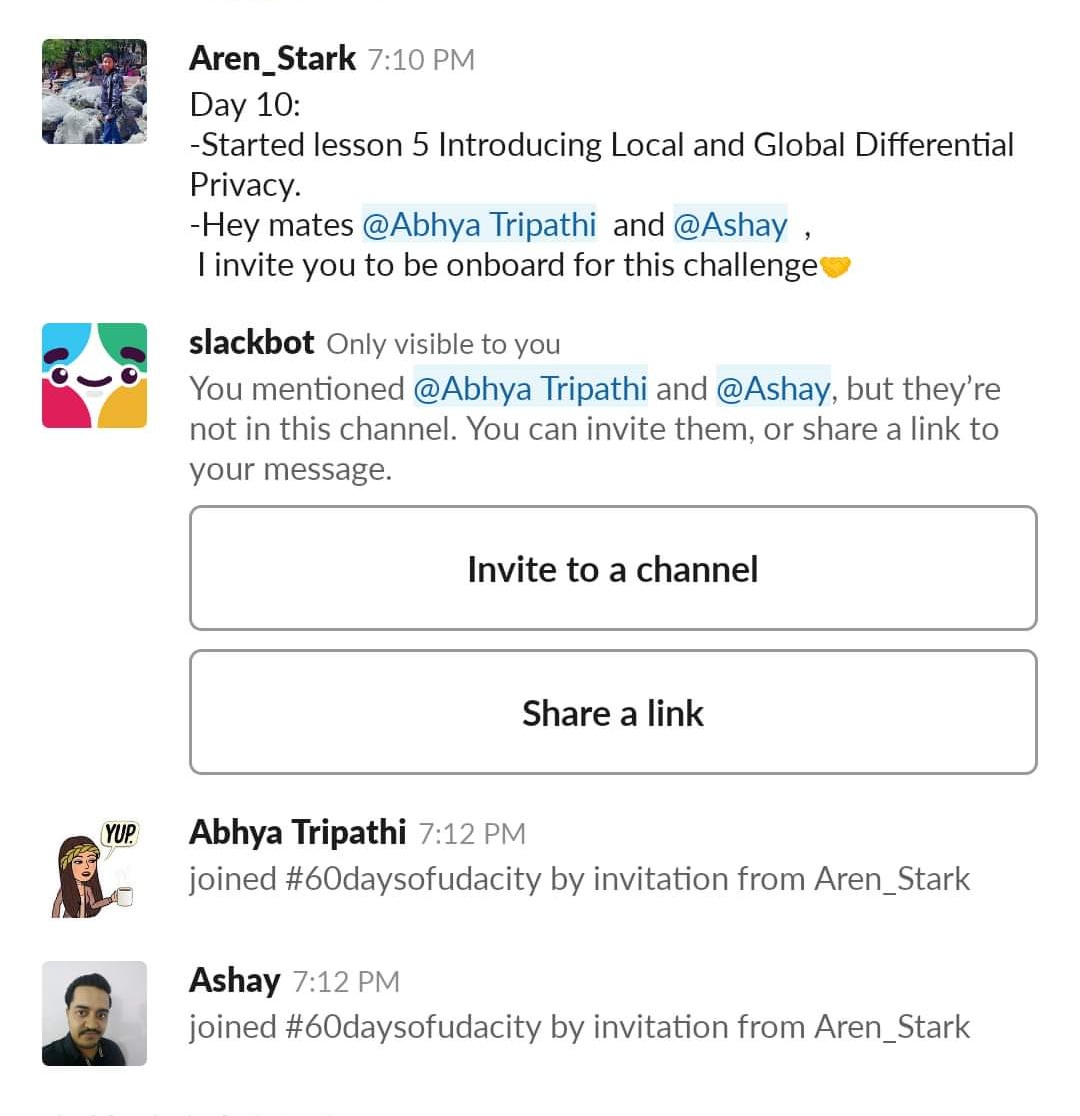 Aren_Stark 7:10 PM
Day 10:
-Started lesson 5 Introducing Local and Global Differential
Privacy.
-Hey mates @Abhya Tripathi and @Ashay ,
I invite you to be onboard for this challenge🤝
slackbot Only visible to you
You mentioned @Abhya Tripathi and @Ashay, but they’re
not in this channel. You can invite them, or share a link to
your message.
Invite to a channel
Share a link
YUP.
Abhya Tripathi 7:12 PM
joined #60daysofudacity by invitation from Aren_Stark
Ashay 7:12 PM
joined #60daysofudacity by invitation from Aren_Stark